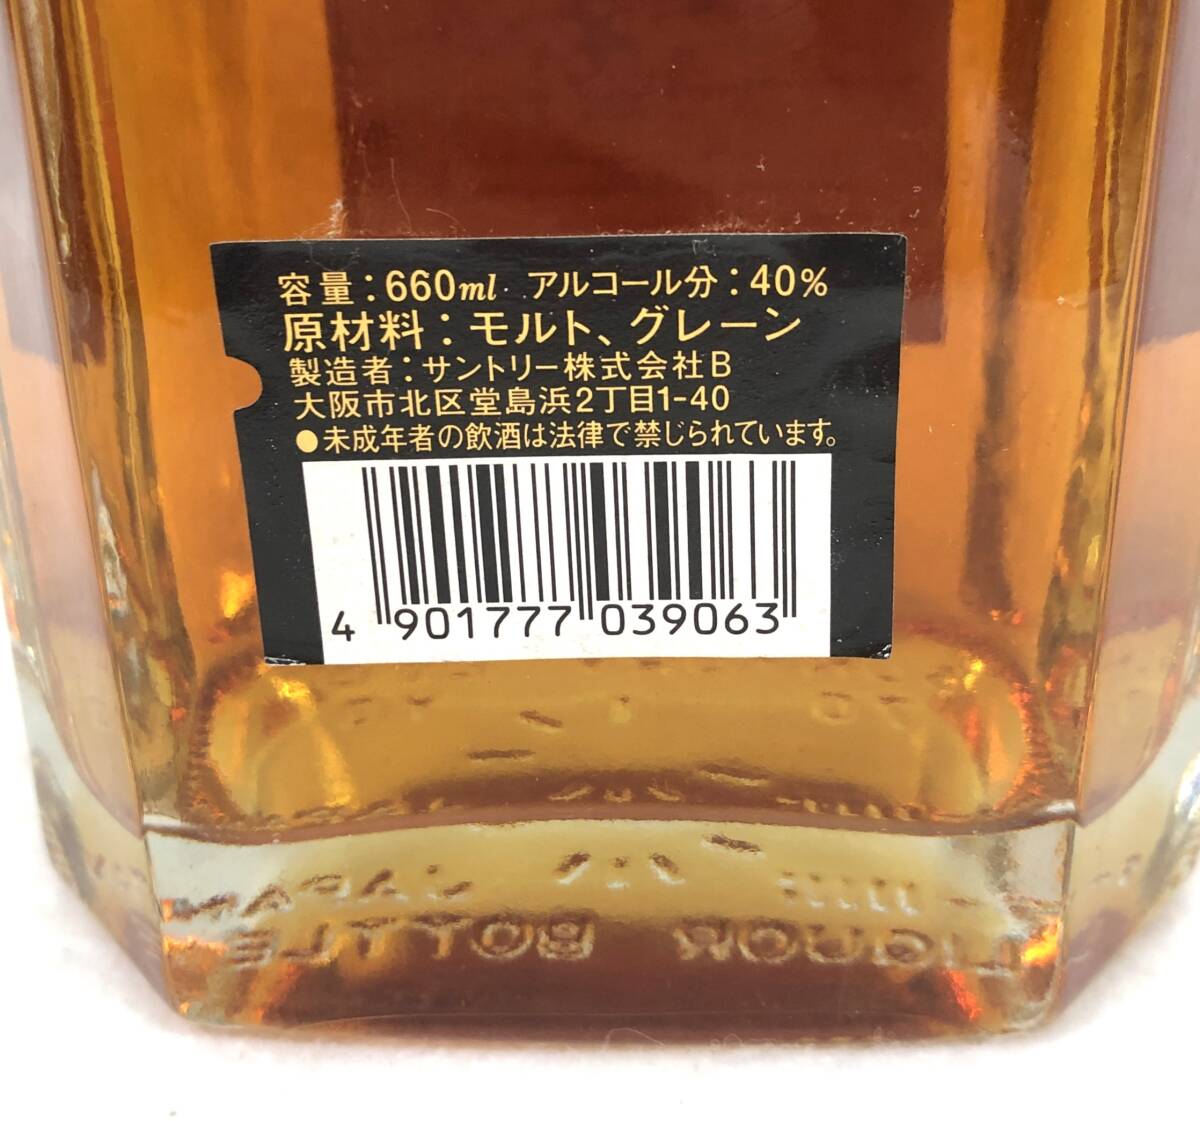 容量：660ml アルコール分：40%
原材料：モルト、グレーン
製造者：サントリー株式会社B
大阪市北区堂島浜2丁目1-40
●未成年者の飲酒は法律で禁じられています。
4 901777 039063
JAPAN
LIQUOR BOTTLE